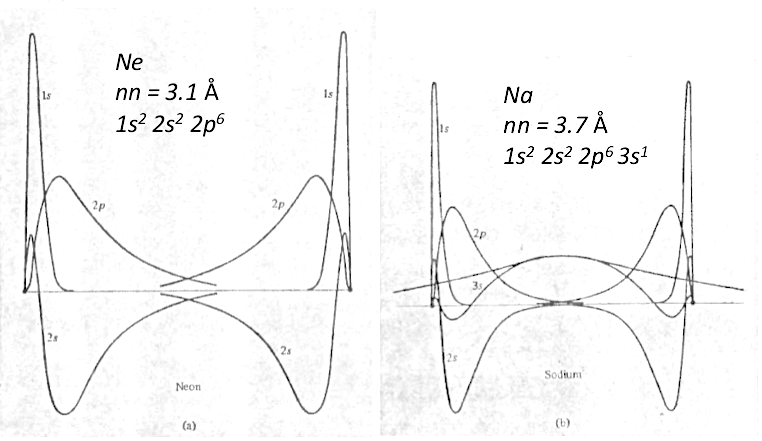 Ne
nn = 3.1 Å
1s² 2s² 2p⁶
1s
1s
2p
2p
2s
2s
Neon
(a)
Na
nn = 3.7 Å
1s² 2s² 2p⁶ 3s¹
1s
2p
3s
2s
Sodium
(b)